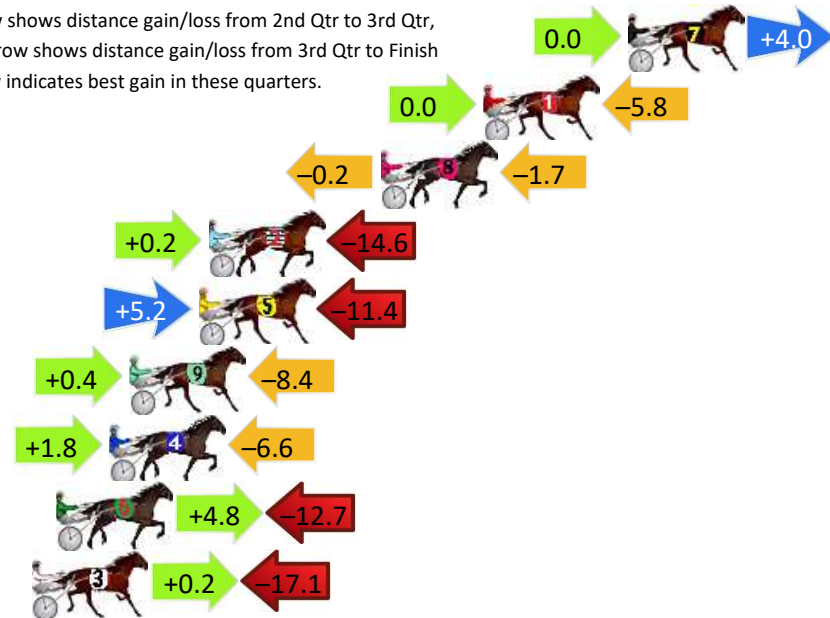 shows distance gain/loss from 2nd Qtr to 3rd Qtr,
shows distance gain/loss from 3rd Qtr to Finish
indicates best gain in these quarters.
0.0 7 +4.0
0.0 1 –5.8
–0.2 8 –1.7
+0.2 –14.6
+5.2 5 –11.4
+0.4 9 –8.4
+1.8 4 –6.6
6 +4.8 –12.7
3 +0.2 –17.1